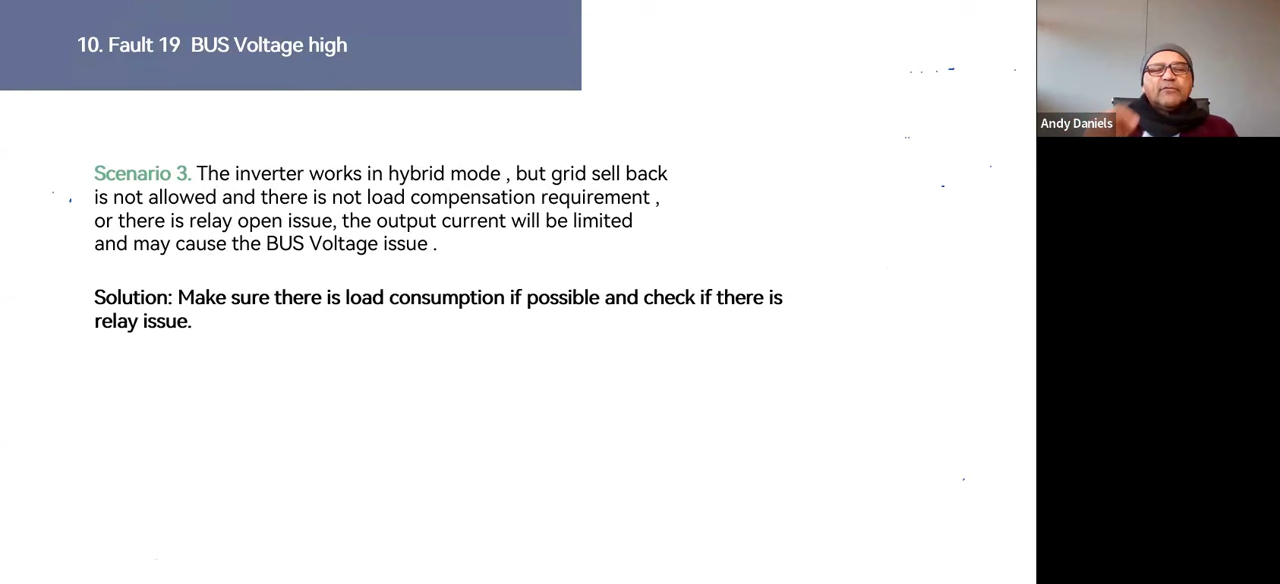 10. Fault 19 BUS Voltage high
Scenario 3. The inverter works in hybrid mode , but grid sell back
is not allowed and there is not load compensation requirement ,
or there is relay open issue, the output current will be limited
and may cause the BUS Voltage issue .
Solution: Make sure there is load consumption if possible and check if there is
relay issue.
Andy Daniels